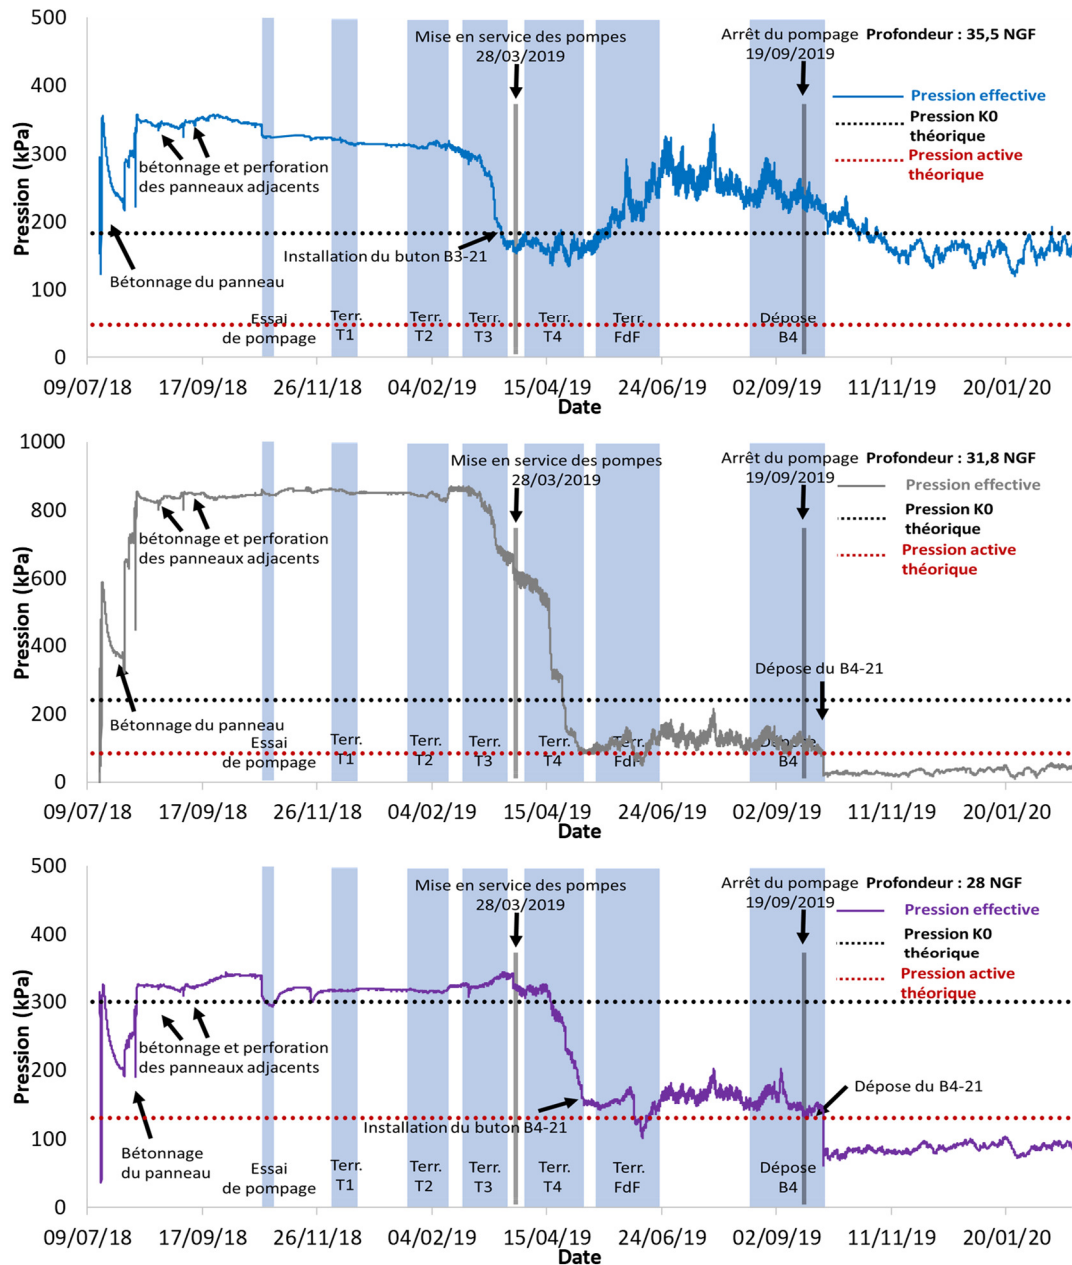 500
400
300
200
100
0
Pression (kPa)
Mise en service des pompes
28/03/2019
Arrêt du pompage
19/09/2019
Profondeur : 35,5 NGF
Pression effective
Pression K0
théorique
Pression active
théorique
bétonnage et perforation
des panneaux adjacents
Bétonnage du panneau
Installation du buton B3-21
Essai
de pompage
Terr.
T1
Terr.
T2
Terr.
T3
Terr.
T4
Terr.
FdF
Dépose
B4
09/07/18
17/09/18
26/11/18
04/02/19
15/04/19
24/06/19
02/09/19
11/11/19
20/01/20
Date
1000
800
600
400
200
0
Pression (kPa)
Mise en service des pompes
28/03/2019
Arrêt du pompage
19/09/2019
Profondeur : 31,8 NGF
Pression effective
Pression K0
théorique
Pression active
théorique
bétonnage et perforation
des panneaux adjacents
Bétonnage du panneau
Dépose du B4-21
Essai
de pompage
Terr.
T1
Terr.
T2
Terr.
T3
Terr.
T4
Terr.
FdF
Dépose
B4
09/07/18
17/09/18
26/11/18
04/02/19
15/04/19
24/06/19
02/09/19
11/11/19
20/01/20
Date
500
400
300
200
100
0
Pression (kPa)
Mise en service des pompes
28/03/2019
Arrêt du pompage
19/09/2019
Profondeur : 28 NGF
Pression effective
Pression K0
théorique
Pression active
théorique
bétonnage et perforation
des panneaux adjacents
Bétonnage
du panneau
Installation du buton B4-21
Dépose du B4-21
Essai
de pompage
Terr.
T1
Terr.
T2
Terr.
T3
Terr.
T4
Terr.
FdF
Dépose
B4
09/07/18
17/09/18
26/11/18
04/02/19
15/04/19
24/06/19
02/09/19
11/11/19
20/01/20
Date